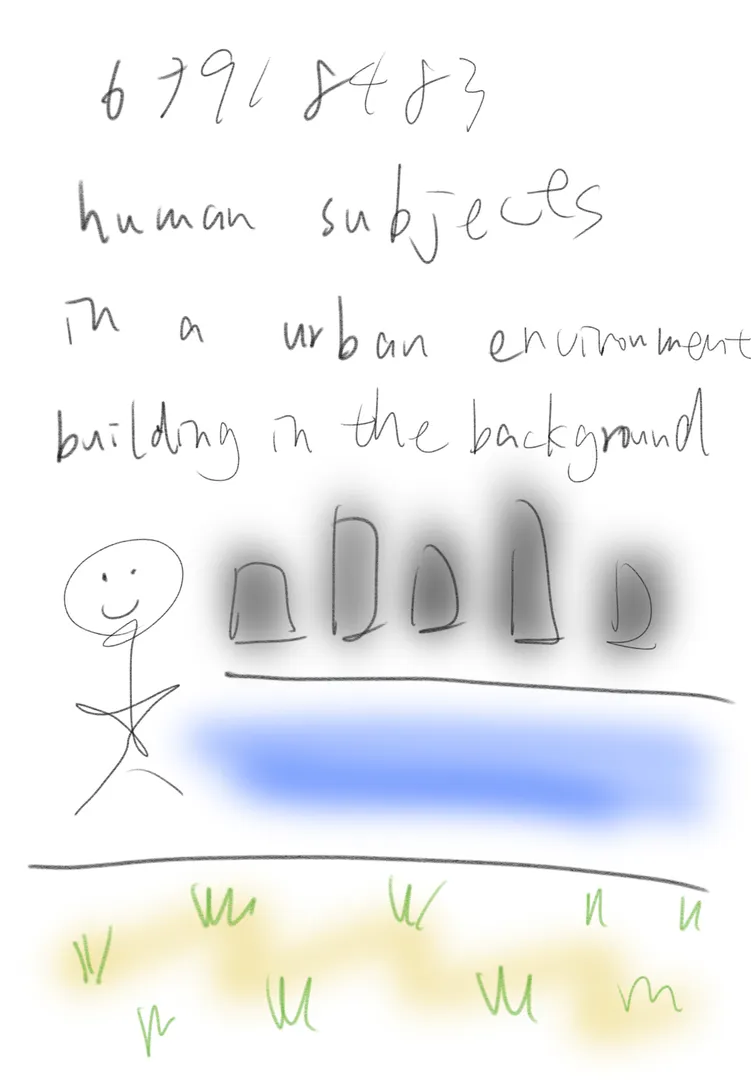 67918483
human subjects
in a urban environment
building in the background